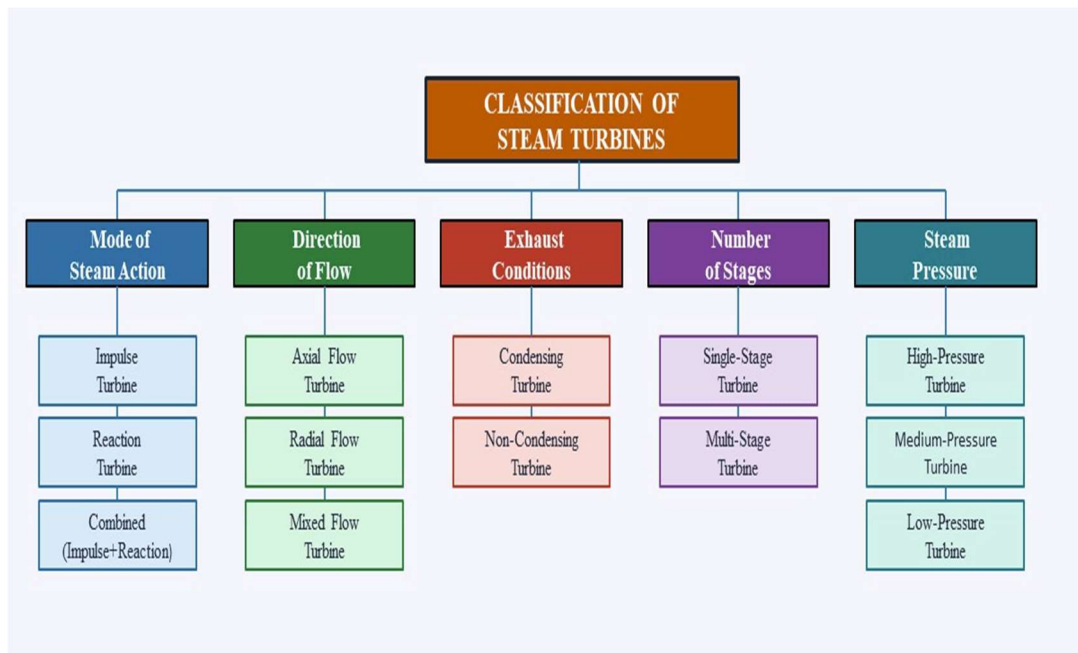 CLASSIFICATION OF
STEAM TURBINES
Mode of
Steam Action
Impulse
Turbine
Reaction
Turbine
Combined
(Impulse+Reaction)
Direction
of Flow
Axial Flow
Turbine
Radial Flow
Turbine
Mixed Flow
Turbine
Exhaust
Conditions
Condensing
Turbine
Non-Condensing
Turbine
Number
of Stages
Single-Stage
Turbine
Multi-Stage
Turbine
Steam
Pressure
High-Pressure
Turbine
Medium-Pressure
Turbine
Low-Pressure
Turbine